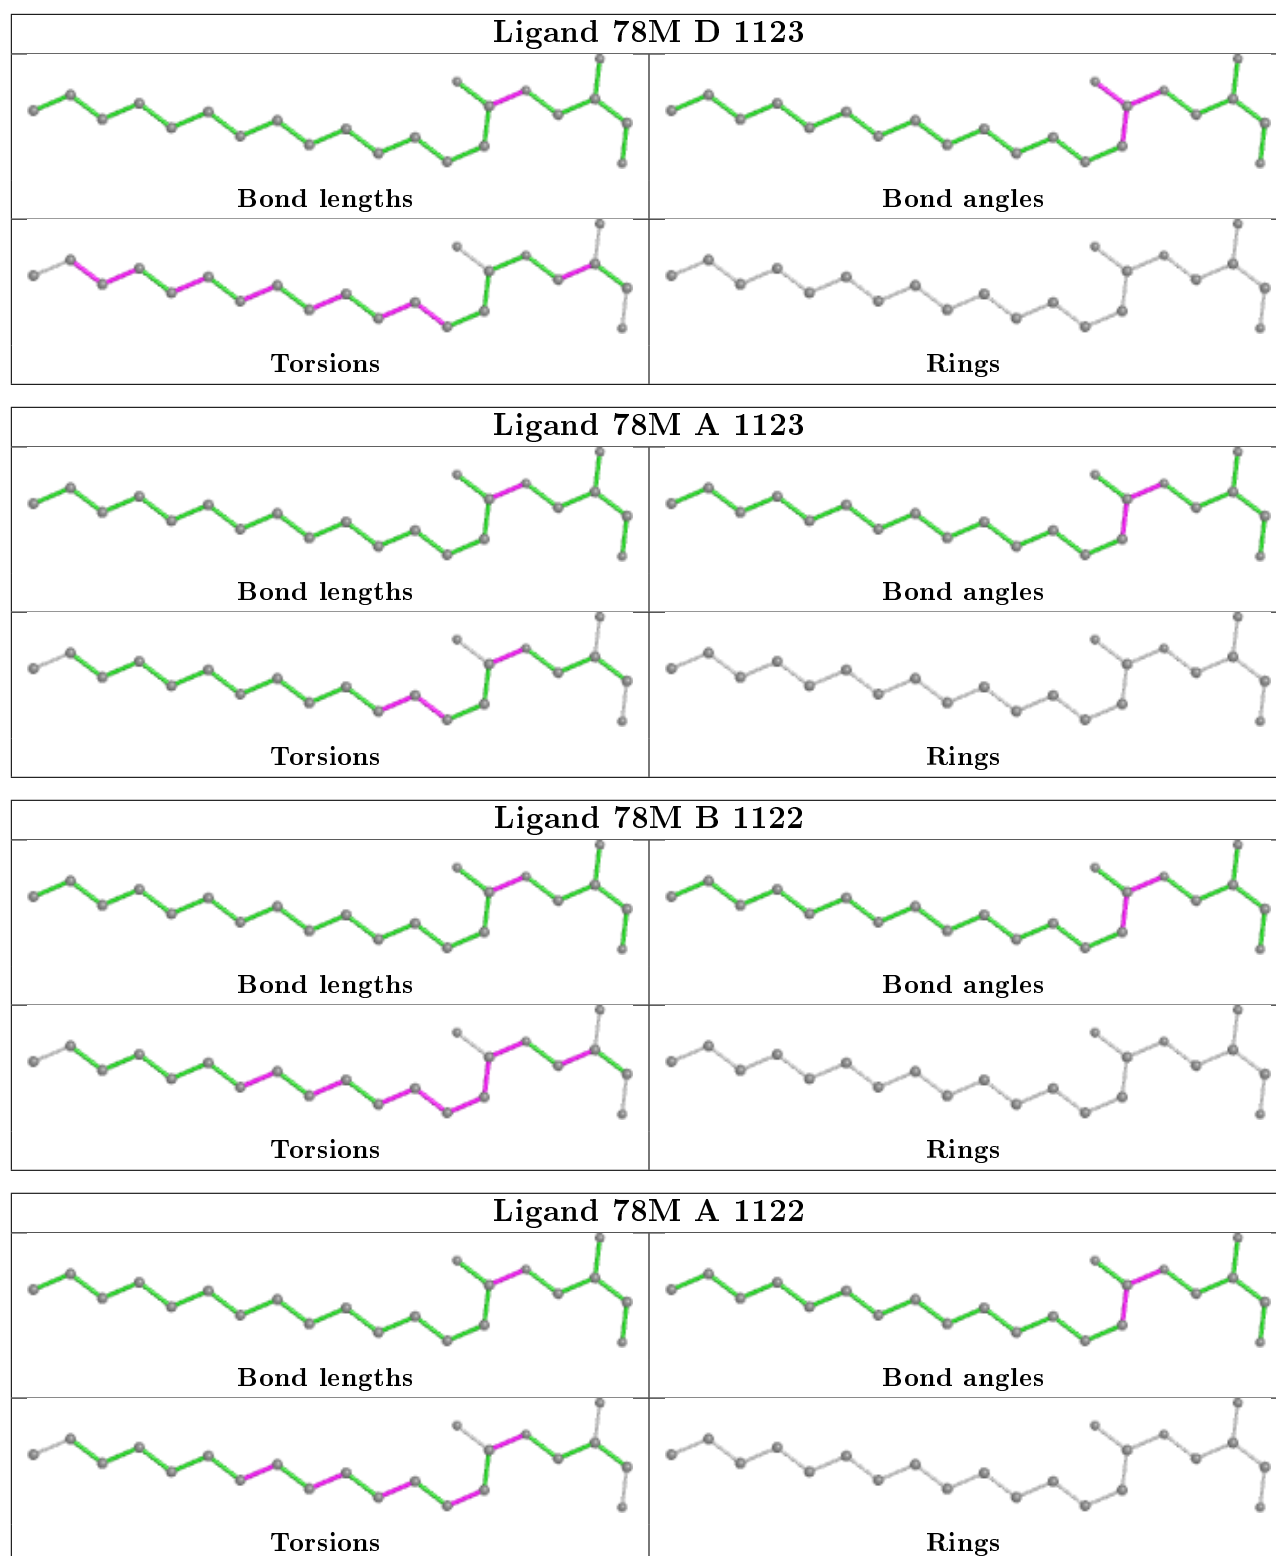 Ligand 78M D 1123
Bond lengths
Bond angles
Torsions
Rings
Ligand 78M A 1123
Bond lengths
Bond angles
Torsions
Rings
Ligand 78M B 1122
Bond lengths
Bond angles
Torsions
Rings
Ligand 78M A 1122
Bond lengths
Bond angles
Torsions
Rings